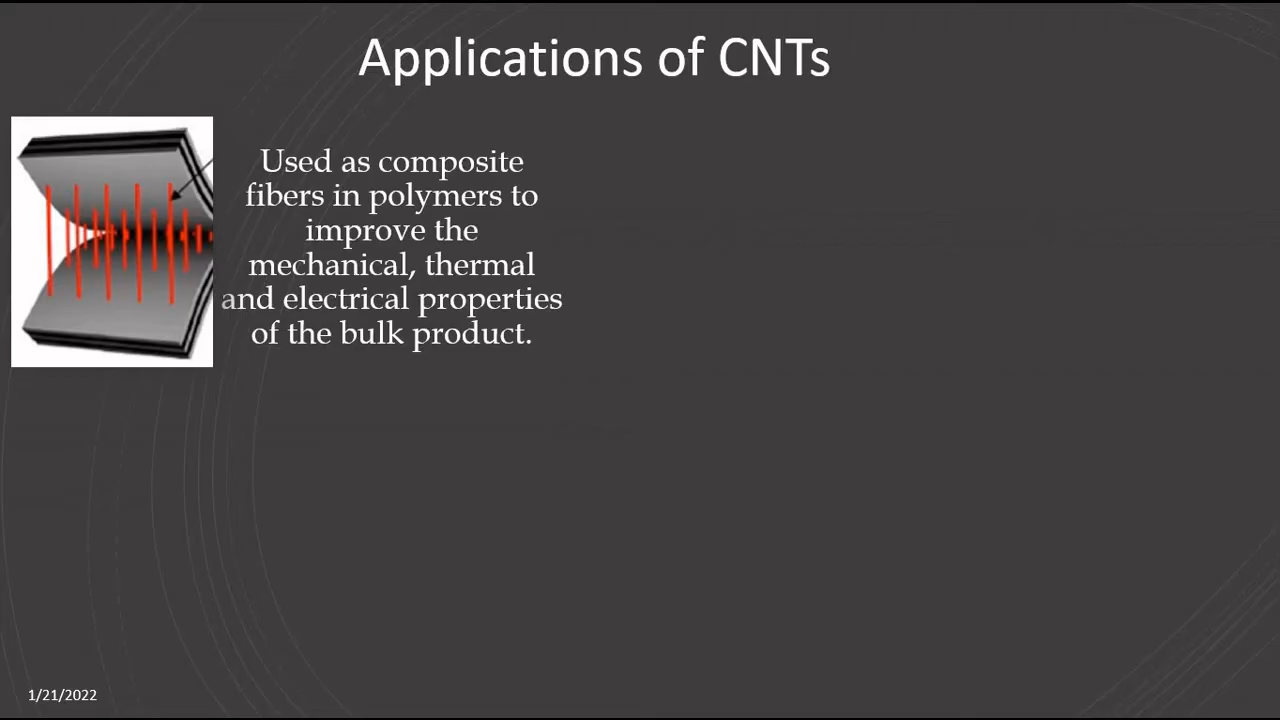 Applications of CNTs
Used as composite
fibers in polymers to
improve the
mechanical, thermal
and electrical properties
of the bulk product.
1/21/2022